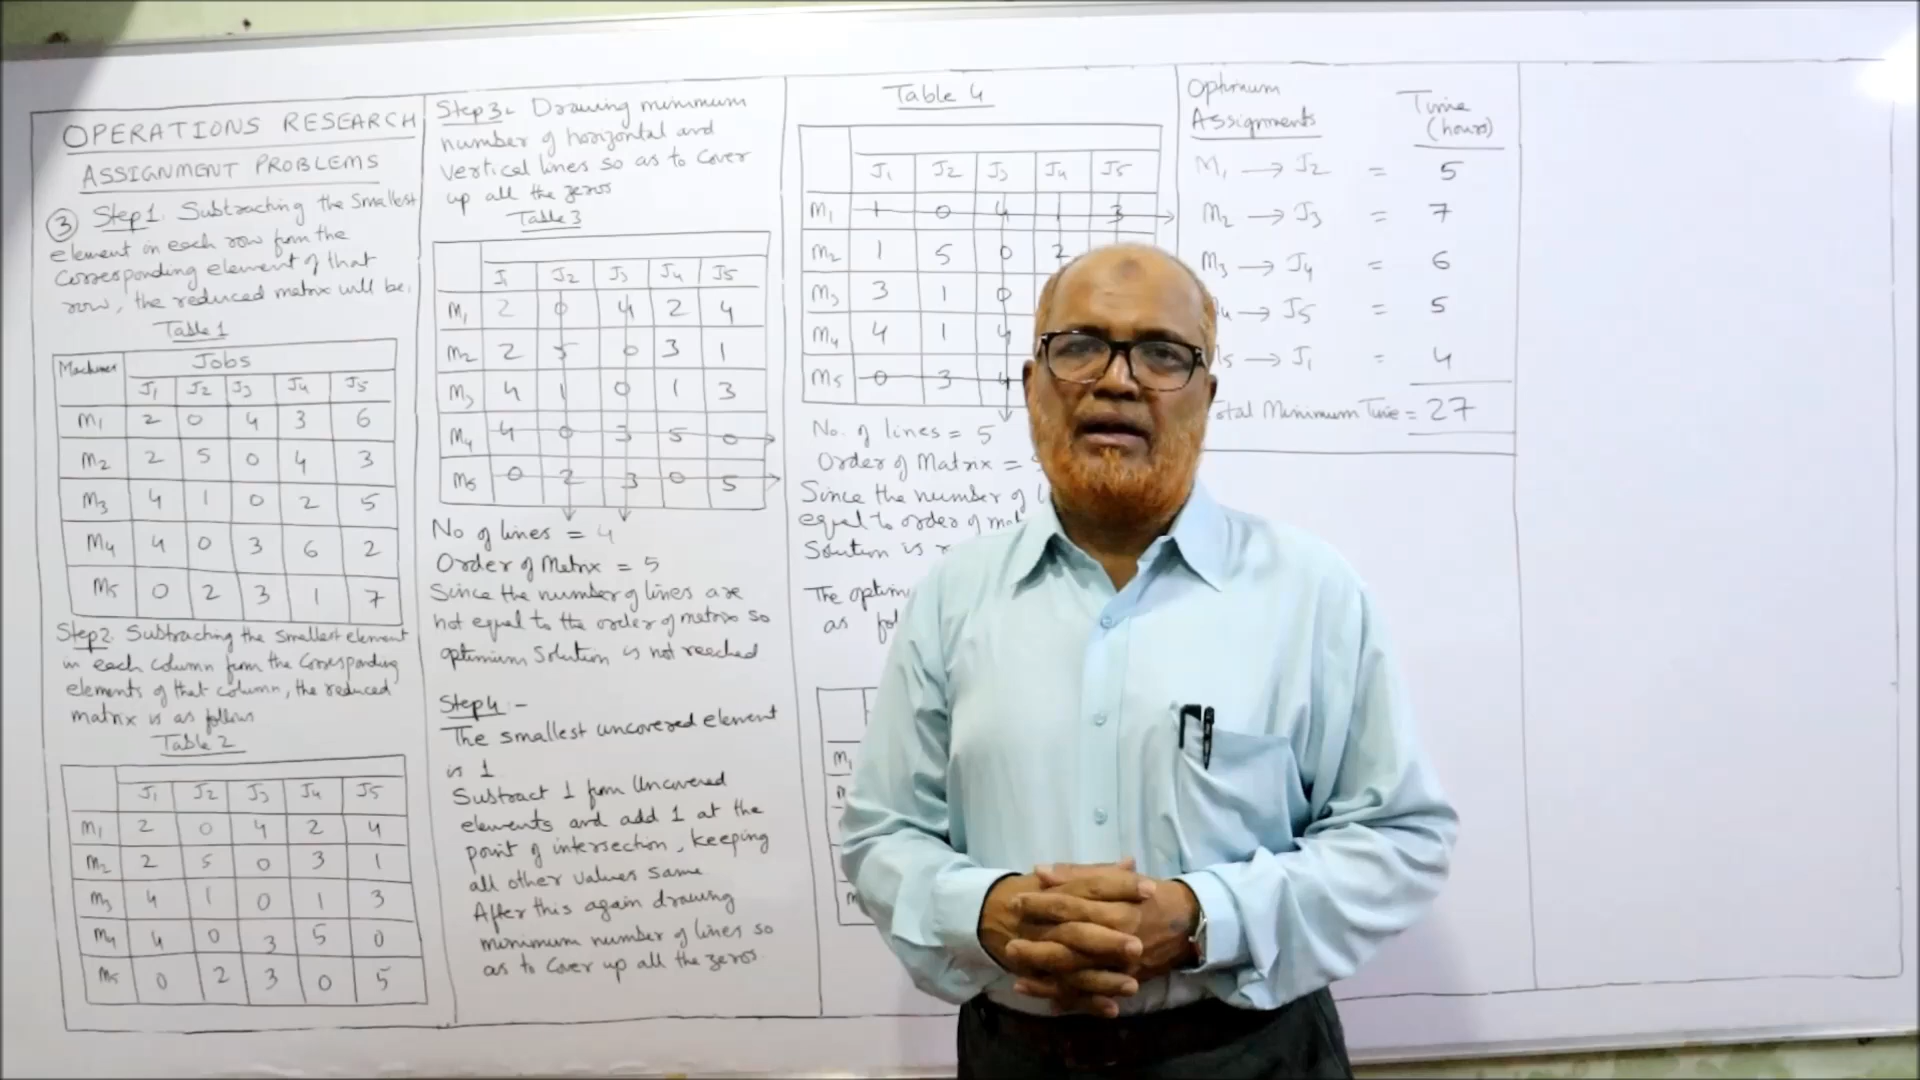 OPERATIONS RESEARCH
ASSIGNMENT PROBLEMS
③ Step1. Subtracting the Smallest
element in each row from the
Corresponding element of that
row, the reduced matrix will be.
Table 1
Machines Jobs
J1 J2 J3 J4 J5
M1 2 0 4 3 6
M2 2 5 0 4 3
M3 4 1 0 2 5
M4 4 0 3 6 2
M5 0 2 3 1 7
Step2. Subtracting the Smallest element
in each column from the Corresponding
elements of that column, the reduced
matrix is as follows
Table 2
J1 J2 J3 J4 J5
M1 2 0 4 2 4
M2 2 5 0 3 1
M3 4 1 0 1 3
M4 4 0 3 5 0
M5 0 2 3 0 5
Step 3:- Drawing minimum
number of horizontal and
vertical lines so as to cover
up all the zeros
Table 3
J1 J2 J3 J4 J5
M1 2 0 4 2 4
M2 2 5 0 3 1
M3 4 1 0 1 3
M4 4 0 3 5 0
M5 0 2 3 0 5
No of lines = 4
Order of Matrix = 5
Since the number of lines are
not equal to the order of matrix so
optimium Solution is not reached
Step 4:-
The smallest uncovered element
is 1
Subtract 1 from Uncovered
elements and add 1 at the
point of intersection, keeping
all other values same.
After this again drawing
minimum number of lines so
as to Cover up all the zeros.
Table 4
J1 J2 J3 J4 J5
M1 1 0 4 1 3
M2 1 5 0 2
M3 3 1 0
M4 4 1 4
M5 0 3 4
No. of lines = 5
Order of Matrix =
Since the number of
equal to order of
Solution is
The
as
M1
Optimum
Assignments Time (hours)
M1 → J2 = 5
M2 → J3 = 7
M3 → J4 = 6
→ J5 = 5
→ J1 = 4
Minimum Time = 27